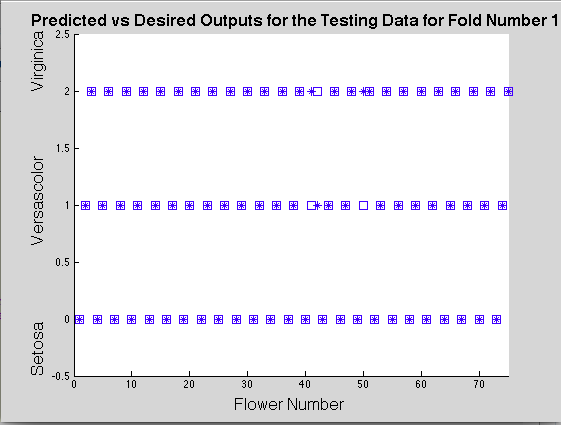 Predicted vs Desired Outputs for the Testing Data for Fold Number 1
Virginica
Versascolor
Setosa
2.5
2
1.5
1
0.5
0
-0.5
0 10 20 30 40 50 60 70
Flower Number